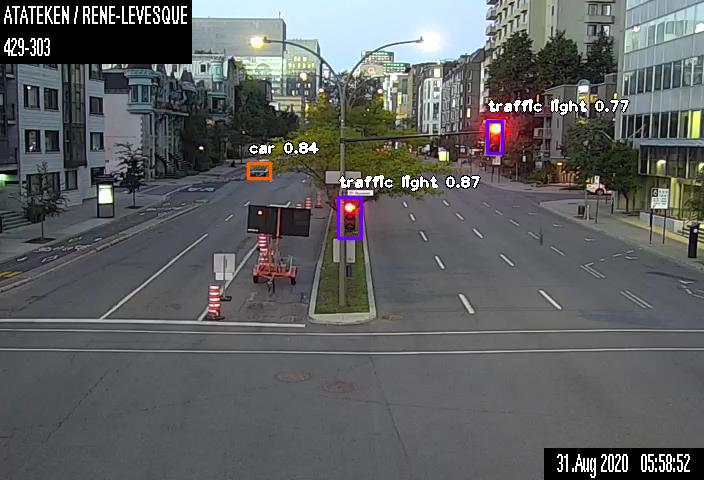 ATATEKEN / RENE-LEVESQUE
429-303
traffic light 0.77
car 0.84
traffic light 0.87
31.Aug 2020 05:58:52